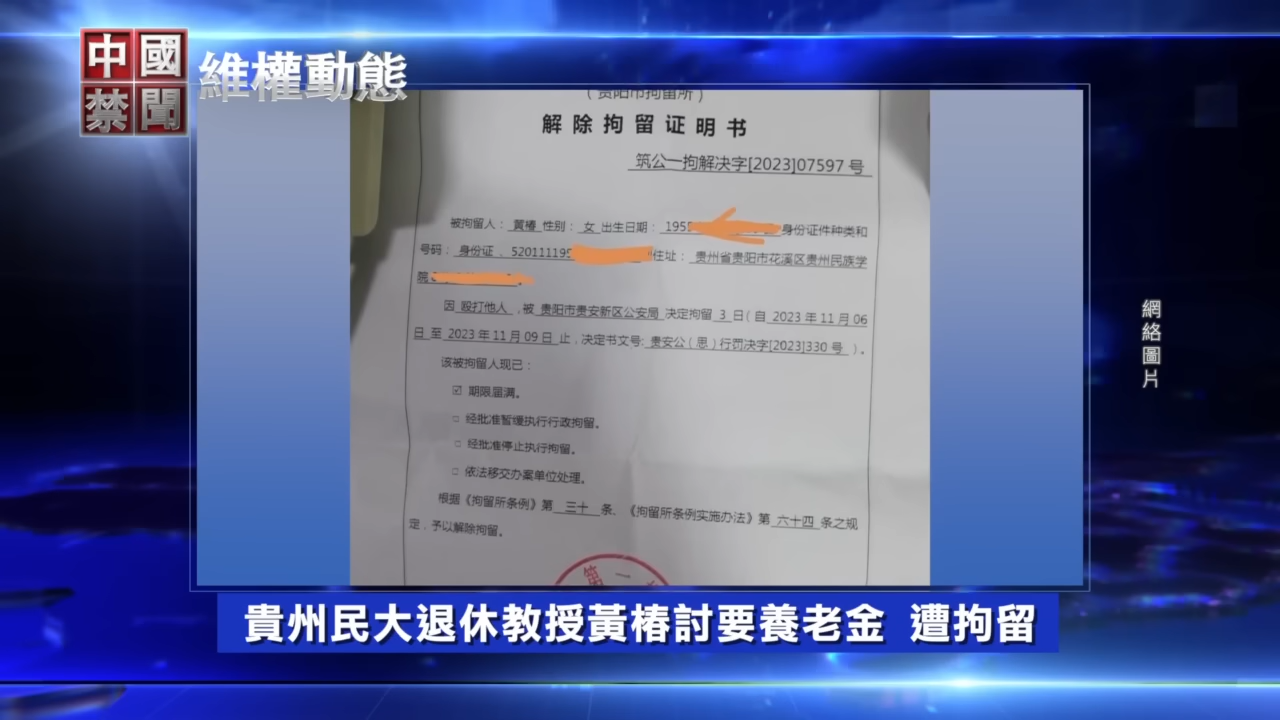 中國
禁聞
維權動態
（贵阳市拘留所）
解除拘留证明书
筑公一拘解决字[2023]07597 号
被拘留人：黄椿 性别：女 出生日期：195 身份证件种类和
号码：身份证、520111195 住址：贵州省贵阳市花溪区贵州民族学
院
因 殴打他人，被 贵阳市贵安新区公安局 决定拘留 3 日（自 2023 年 11 月 06
日 至 2023 年 11 月 09 日 止，决定书文号: 贵安公（思）行罚决字[2023]330 号 ）。
该被拘留人现已：
☑ 期限届满。
□ 经批准暂缓执行行政拘留。
□ 经批准停止执行拘留。
□ 依法移交办案单位处理。
根据《拘留所条例》第 三十 条、《拘留所条例实施办法》第 六十四 条之规
定，予以解除拘留。
第一
網絡圖片
貴州民大退休教授黃椿討要養老金 遭拘留